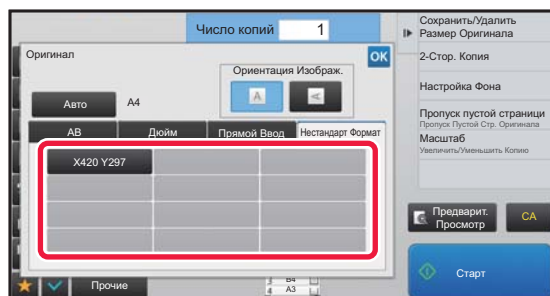 Число копий 1
Оригинал
OK
Ориентация Изображ.
A
A
Авто A4
AB
Дюйм
Прямой Ввод
Нестандарт Формат
X420 Y297
Прочие
B4
4 A3
Сохранить/Удалить
Размер Оригинала
2-Стор. Копия
Настройка Фона
Пропуск пустой страници
Пропуск Пустой Стр. Оригинала
Масштаб
Увеличить/Уменьшить Копию
Предварит.
Просмотр
CA
Старт